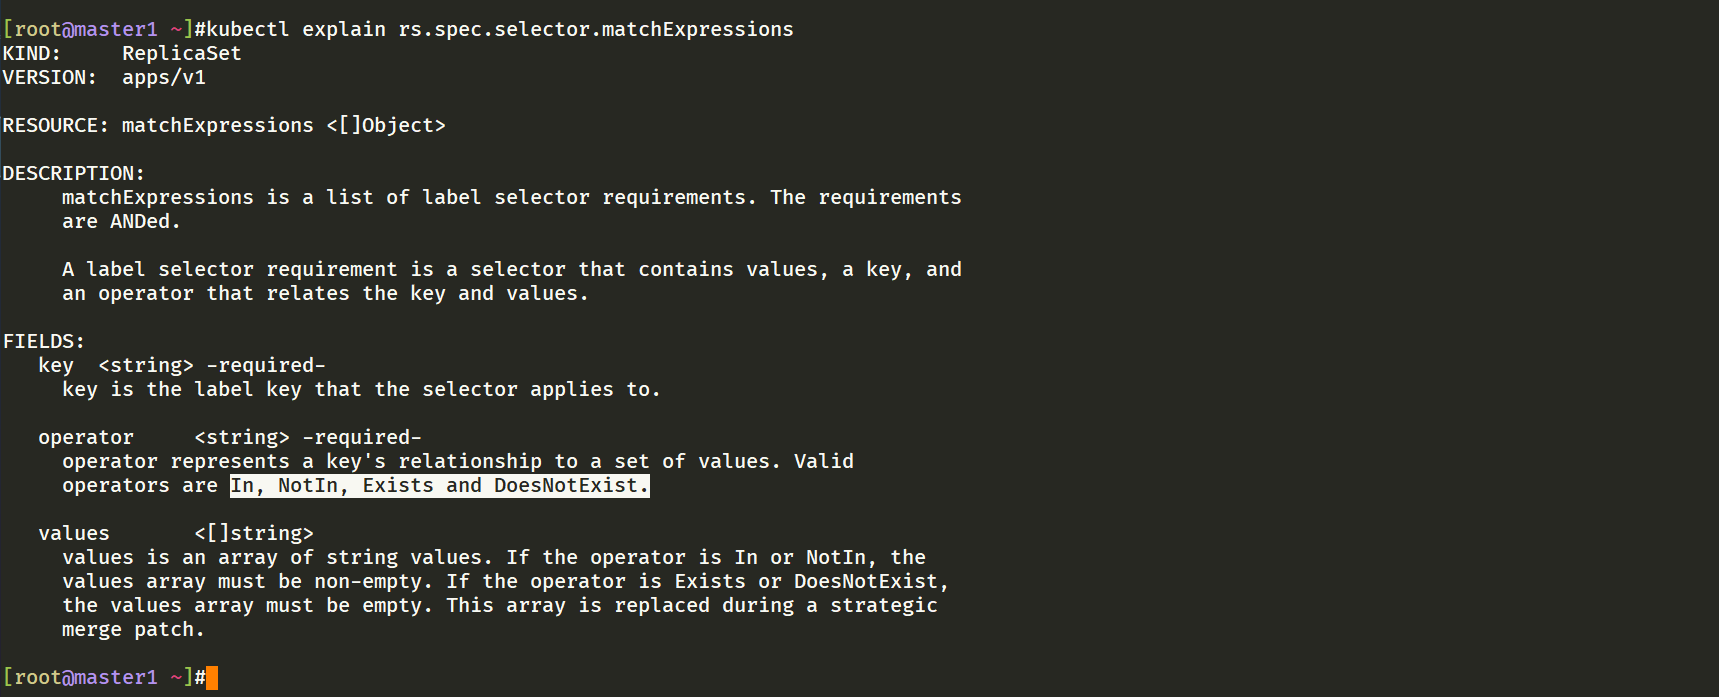 [root@master1 ~]#kubectl explain rs.spec.selector.matchExpressions
KIND:     ReplicaSet
VERSION:  apps/v1
RESOURCE: matchExpressions <[]Object>
DESCRIPTION:
     matchExpressions is a list of label selector requirements. The requirements
     are ANDed.
     A label selector requirement is a selector that contains values, a key, and
     an operator that relates the key and values.
FIELDS:
   key  <string> -required-
     key is the label key that the selector applies to.
   operator     <string> -required-
     operator represents a key's relationship to a set of values. Valid
     operators are In, NotIn, Exists and DoesNotExist.
   values       <[]string>
     values is an array of string values. If the operator is In or NotIn, the
     values array must be non-empty. If the operator is Exists or DoesNotExist,
     the values array must be empty. This array is replaced during a strategic
     merge patch.
[root@master1 ~]#